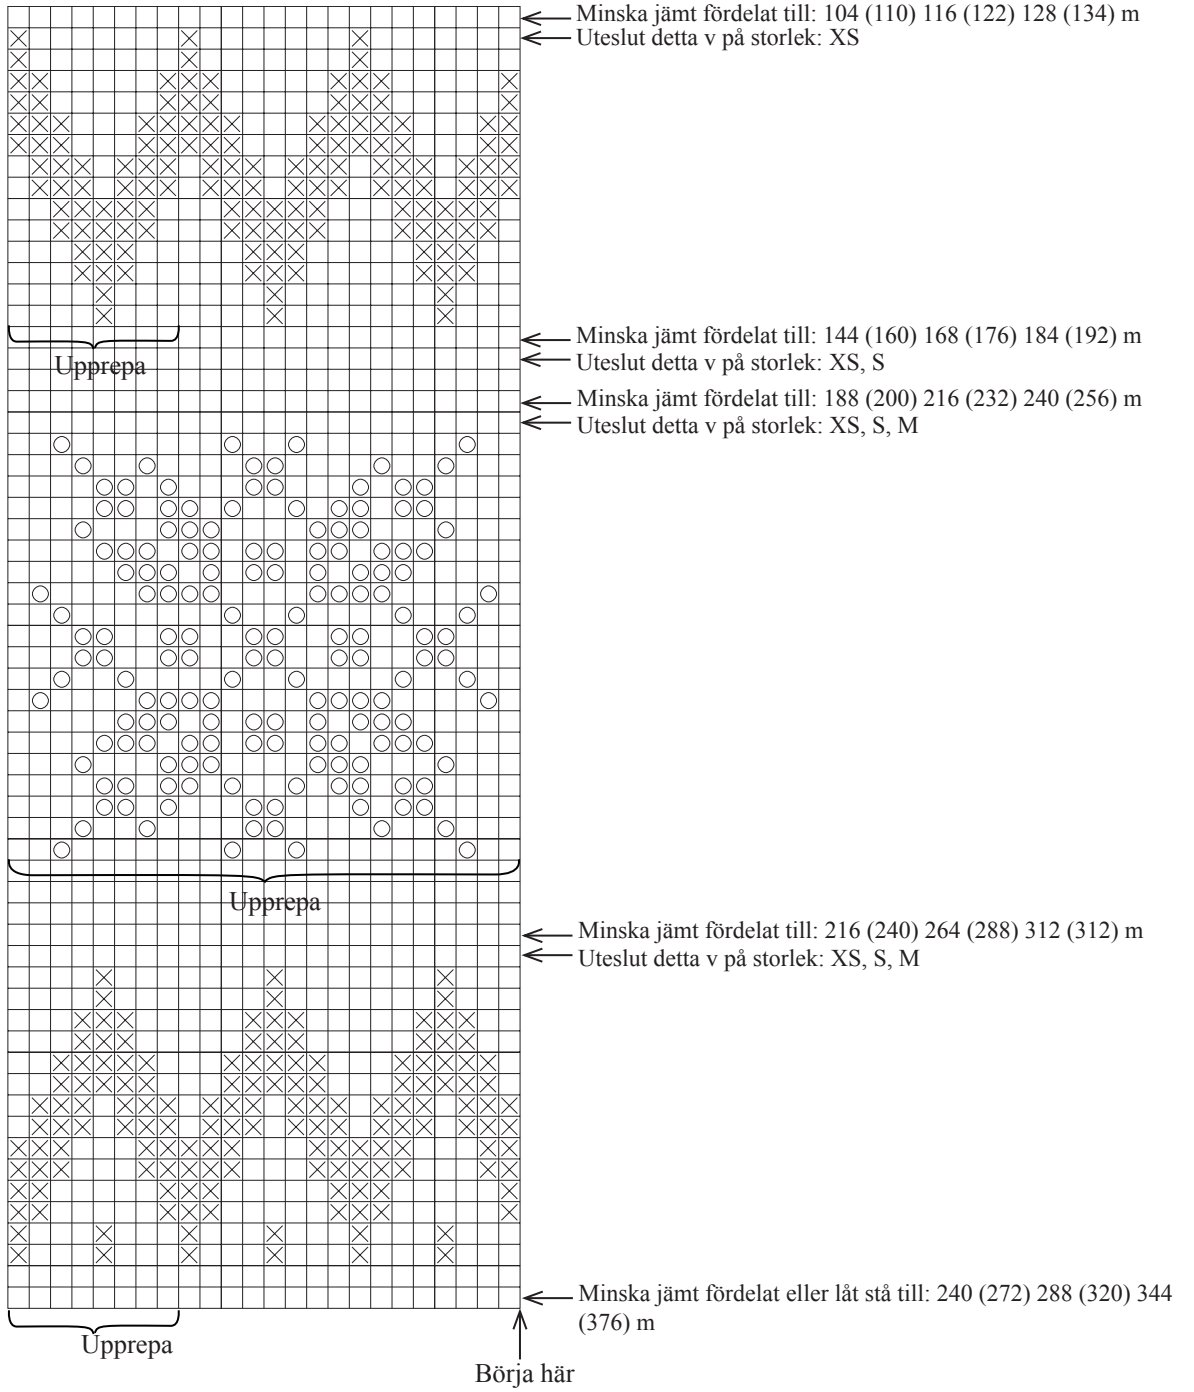 Minska jämt fördelat till: 104 (110) 116 (122) 128 (134) m
Uteslut detta v på storlek: XS
Minska jämt fördelat till: 144 (160) 168 (176) 184 (192) m
Upprepa
Uteslut detta v på storlek: XS, S
Minska jämt fördelat till: 188 (200) 216 (232) 240 (256) m
Uteslut detta v på storlek: XS, S, M
Upprepa
Minska jämt fördelat till: 216 (240) 264 (288) 312 (312) m
Uteslut detta v på storlek: XS, S, M
Minska jämt fördelat eller låt stå till: 240 (272) 288 (320) 344
(376) m
Upprepa
Börja här